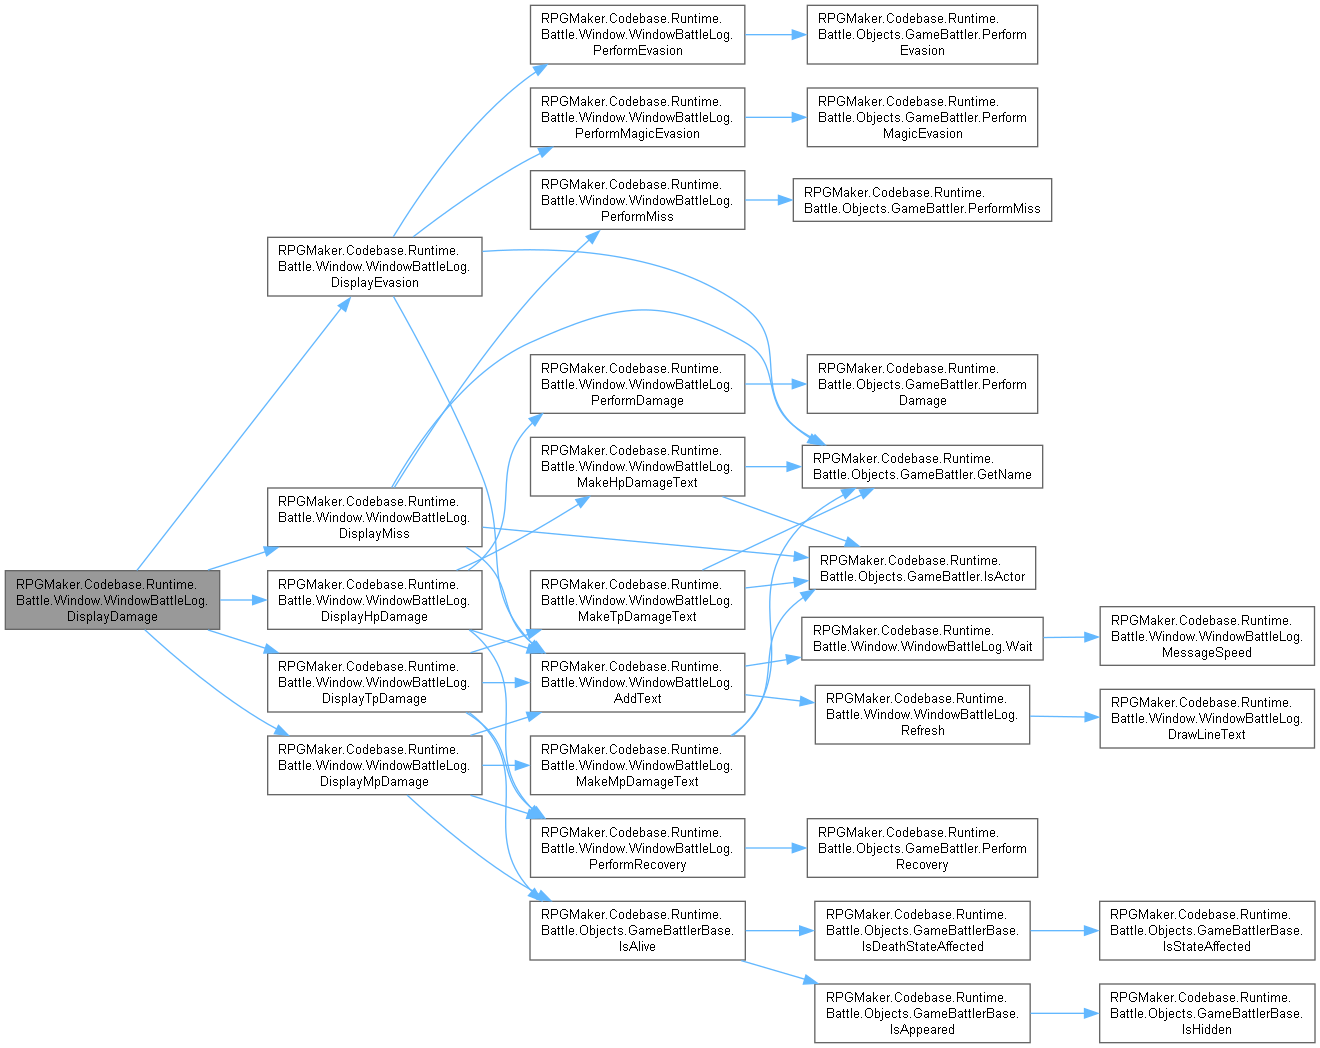 RPGMaker.Codebase.Runtime.
Battle.Window.WindowBattleLog.
DisplayDamage
RPGMaker.Codebase.Runtime.
Battle.Window.WindowBattleLog.
DisplayEvasion
RPGMaker.Codebase.Runtime.
Battle.Window.WindowBattleLog.
DisplayMiss
RPGMaker.Codebase.Runtime.
Battle.Window.WindowBattleLog.
DisplayHpDamage
RPGMaker.Codebase.Runtime.
Battle.Window.WindowBattleLog.
DisplayTpDamage
RPGMaker.Codebase.Runtime.
Battle.Window.WindowBattleLog.
DisplayMpDamage
RPGMaker.Codebase.Runtime.
Battle.Window.WindowBattleLog.
PerformEvasion
RPGMaker.Codebase.Runtime.
Battle.Window.WindowBattleLog.
PerformMagicEvasion
RPGMaker.Codebase.Runtime.
Battle.Window.WindowBattleLog.
PerformMiss
RPGMaker.Codebase.Runtime.
Battle.Window.WindowBattleLog.
PerformDamage
RPGMaker.Codebase.Runtime.
Battle.Window.WindowBattleLog.
MakeHpDamageText
RPGMaker.Codebase.Runtime.
Battle.Window.WindowBattleLog.
MakeTpDamageText
RPGMaker.Codebase.Runtime.
Battle.Window.WindowBattleLog.
AddText
RPGMaker.Codebase.Runtime.
Battle.Window.WindowBattleLog.
MakeMpDamageText
RPGMaker.Codebase.Runtime.
Battle.Window.WindowBattleLog.
PerformRecovery
RPGMaker.Codebase.Runtime.
Battle.Objects.GameBattlerBase.
IsAlive
RPGMaker.Codebase.Runtime.
Battle.Objects.GameBattler.Perform
Evasion
RPGMaker.Codebase.Runtime.
Battle.Objects.GameBattler.Perform
MagicEvasion
RPGMaker.Codebase.Runtime.
Battle.Objects.GameBattler.PerformMiss
RPGMaker.Codebase.Runtime.
Battle.Objects.GameBattler.Perform
Damage
RPGMaker.Codebase.Runtime.
Battle.Objects.GameBattler.GetName
RPGMaker.Codebase.Runtime.
Battle.Objects.GameBattler.IsActor
RPGMaker.Codebase.Runtime.
Battle.Window.WindowBattleLog.Wait
RPGMaker.Codebase.Runtime.
Battle.Window.WindowBattleLog.
Refresh
RPGMaker.Codebase.Runtime.
Battle.Objects.GameBattler.Perform
Recovery
RPGMaker.Codebase.Runtime.
Battle.Objects.GameBattlerBase.
IsDeathStateAffected
RPGMaker.Codebase.Runtime.
Battle.Objects.GameBattlerBase.
IsAppeared
RPGMaker.Codebase.Runtime.
Battle.Window.WindowBattleLog.
MessageSpeed
RPGMaker.Codebase.Runtime.
Battle.Window.WindowBattleLog.
DrawLineText
RPGMaker.Codebase.Runtime.
Battle.Objects.GameBattlerBase.
IsStateAffected
RPGMaker.Codebase.Runtime.
Battle.Objects.GameBattlerBase.
IsHidden